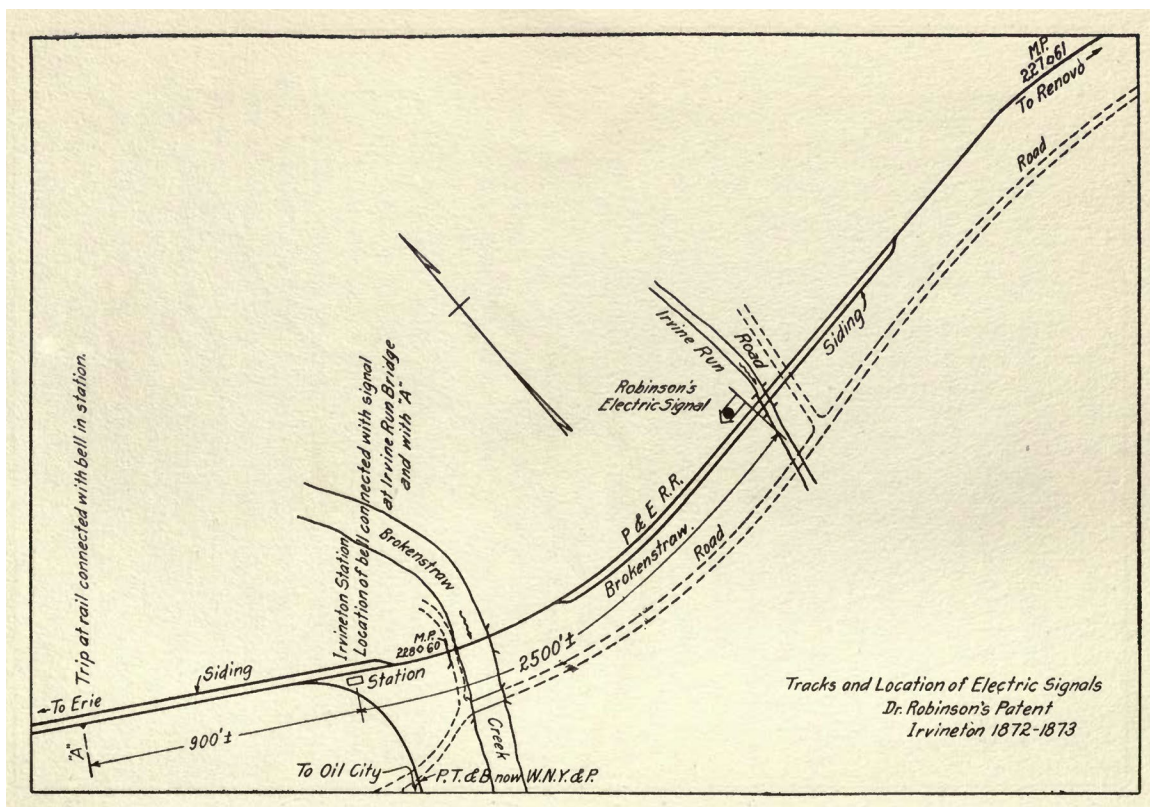 M.P.
227 o 61
To Renovo
Road
Siding
Irvine Run
Road
Robinson's
Electric Signal
P & E R.R.
Brokenstraw.
Road
Trip at rail connected with bell in station.
Irvineton Station
Location of bell connected with signal
at Irvine Run Bridge
and with "A"
Brokenstraw
M.P.
228 o 60
2500'±
Siding
Station
To Erie
"A"
900'±
Creek
To Oil City
P.T.&B now W.N.Y.&P.
Tracks and Location of Electric Signals
Dr. Robinson's Patent
Irvineton 1872-1873